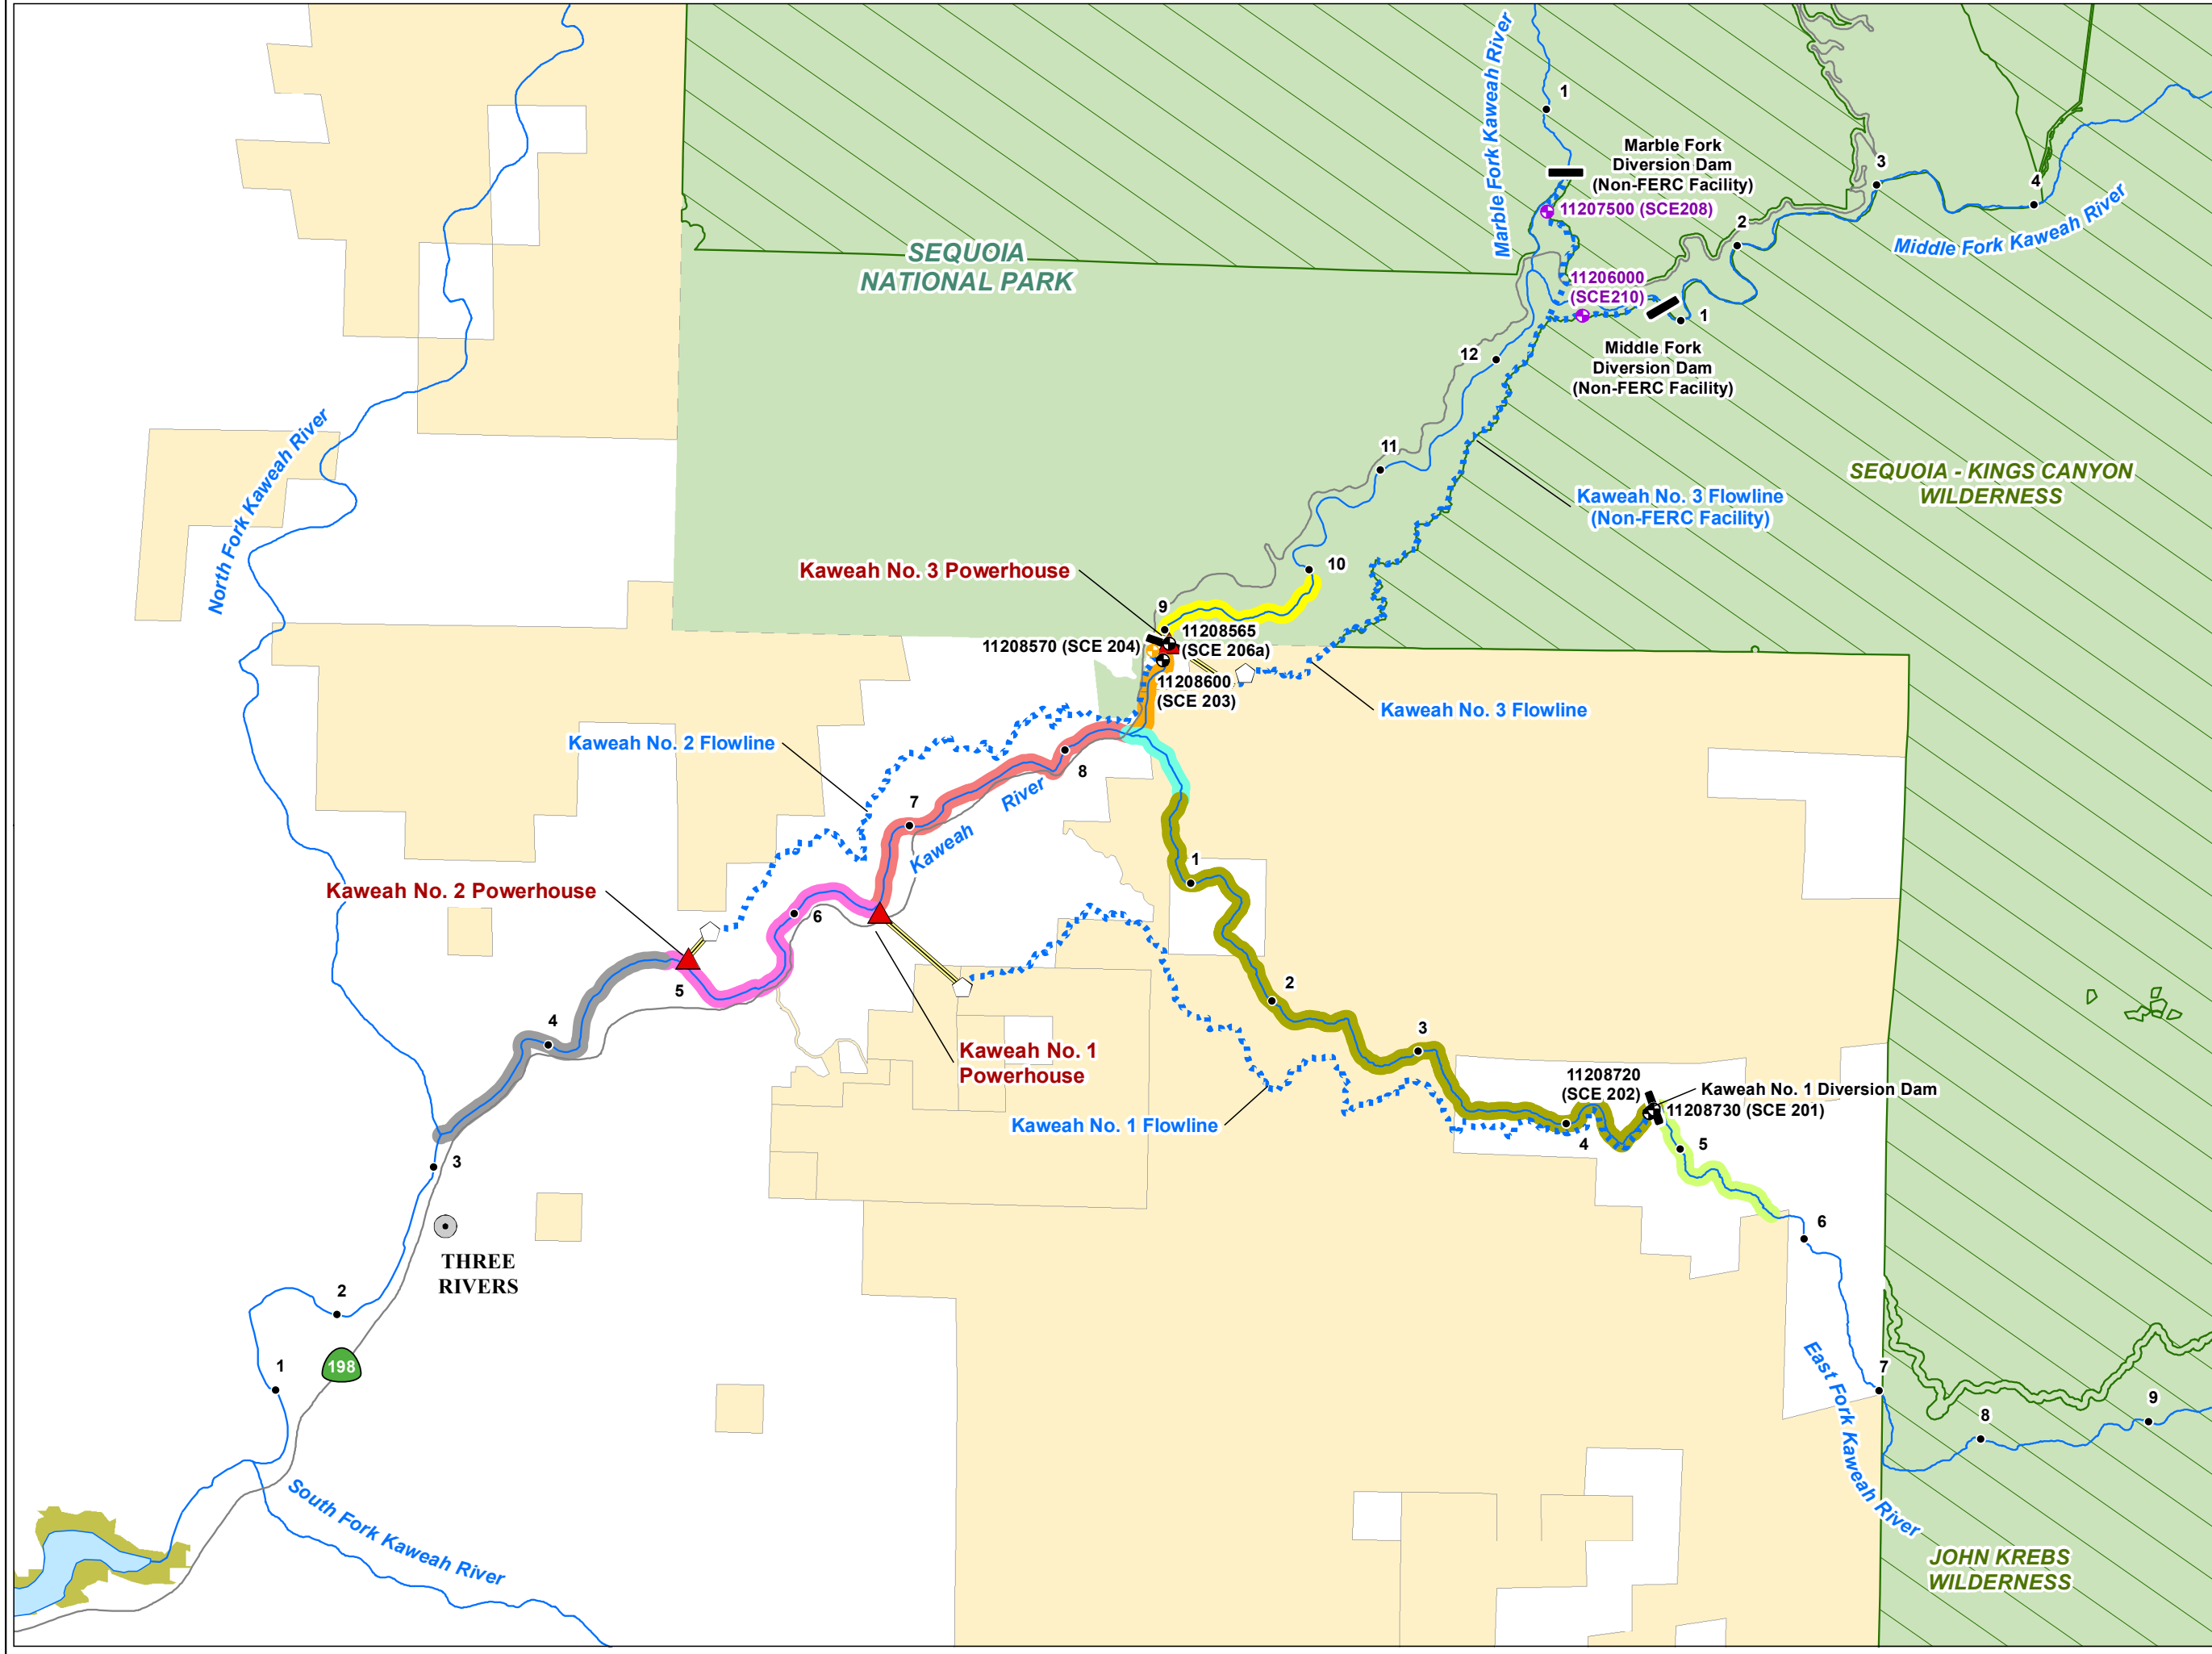 Marble Fork Kaweah River
1
Marble Fork
Diversion Dam
(Non-FERC Facility)
11207500 (SCE208)
3
4
2
Middle Fork Kaweah River
SEQUOIA
NATIONAL PARK
11206000
(SCE210)
1
Middle Fork
Diversion Dam
(Non-FERC Facility)
12
North Fork Kaweah River
11
SEQUOIA - KINGS CANYON
WILDERNESS
Kaweah No. 3 Flowline
(Non-FERC Facility)
Kaweah No. 3 Powerhouse
10
9
11208565
(SCE 206a)
11208570 (SCE 204)
11208600
(SCE 203)
Kaweah No. 3 Flowline
Kaweah No. 2 Flowline
8
7
Kaweah River
1
Kaweah No. 2 Powerhouse
6
5
2
4
3
Kaweah No. 1
Powerhouse
11208720
(SCE 202)
Kaweah No. 1 Diversion Dam
11208730 (SCE 201)
Kaweah No. 1 Flowline
4
5
3
6
THREE
RIVERS
2
1
198
7
East Fork Kaweah River
8
9
South Fork Kaweah River
JOHN KREBS
WILDERNESS